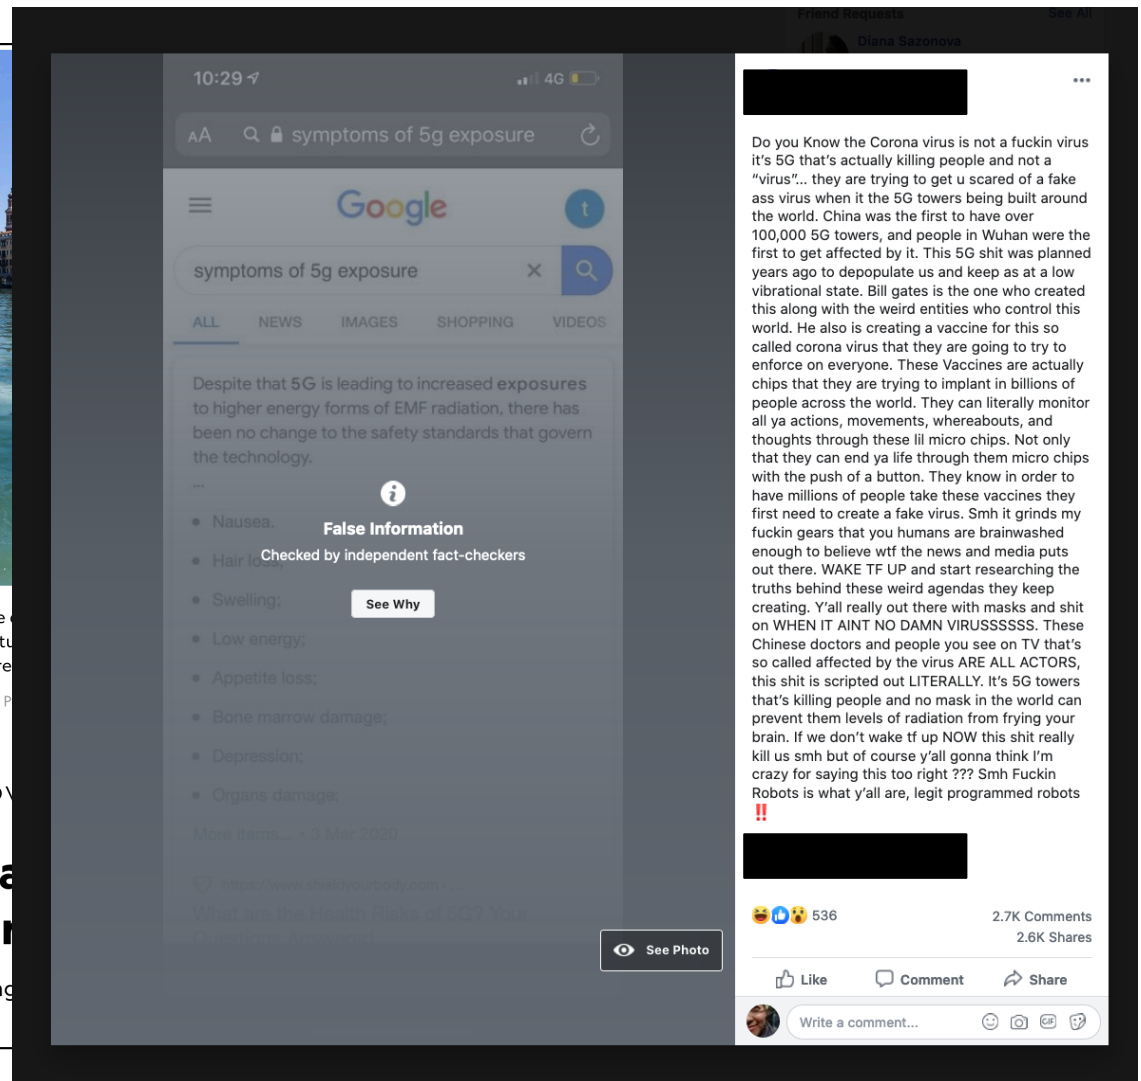 Friend Requests
See All
Diana Sazonova
10:29
4G
AA
symptoms of 5g exposure
Google
t
symptoms of 5g exposure
ALL NEWS IMAGES SHOPPING VIDEOS
Despite that 5G is leading to increased exposures
to higher energy forms of EMF radiation, there has
been no change to the safety standards that govern
the technology.
...
• Nausea.
False Information
Checked by independent fact-checkers
• Hair loss;
• Swelling;
See Why
• Low energy;
• Appetite loss;
• Bone marrow damage;
• Depression;
• Organs damage;
More items... • 3 Mar 2020
https://www.shieldyourbody.com › ...
What are the Health Risks of 5G? Your
Questions Answered
See Photo
Do you Know the Corona virus is not a fuckin virus
it’s 5G that’s actually killing people and not a
“virus”... they are trying to get u scared of a fake
ass virus when it the 5G towers being built around
the world. China was the first to have over
100,000 5G towers, and people in Wuhan were the
first to get affected by it. This 5G shit was planned
years ago to depopulate us and keep as at a low
vibrational state. Bill gates is the one who created
this along with the weird entities who control this
world. He also is creating a vaccine for this so
called corona virus that they are going to try to
enforce on everyone. These Vaccines are actually
chips that they are trying to implant in billions of
people across the world. They can literally monitor
all ya actions, movements, whereabouts, and
thoughts through these lil micro chips. Not only
that they can end ya life through them micro chips
with the push of a button. They know in order to
have millions of people take these vaccines they
first need to create a fake virus. Smh it grinds my
fuckin gears that you humans are brainwashed
enough to believe wtf the news and media puts
out there. WAKE TF UP and start researching the
truths behind these weird agendas they keep
creating. Y’all really out there with masks and shit
on WHEN IT AINT NO DAMN VIRUSSSSSS. These
Chinese doctors and people you see on TV that’s
so called affected by the virus ARE ALL ACTORS,
this shit is scripted out LITERALLY. It’s 5G towers
that’s killing people and no mask in the world can
prevent them levels of radiation from frying your
brain. If we don’t wake tf up NOW this shit really
kill us smh but of course y’all gonna think I’m
crazy for saying this too right ??? Smh Fuckin
Robots is what y’all are, legit programmed robots
‼️
536
2.7K Comments
2.6K Shares
Like Comment Share
Write a comment...
GIF